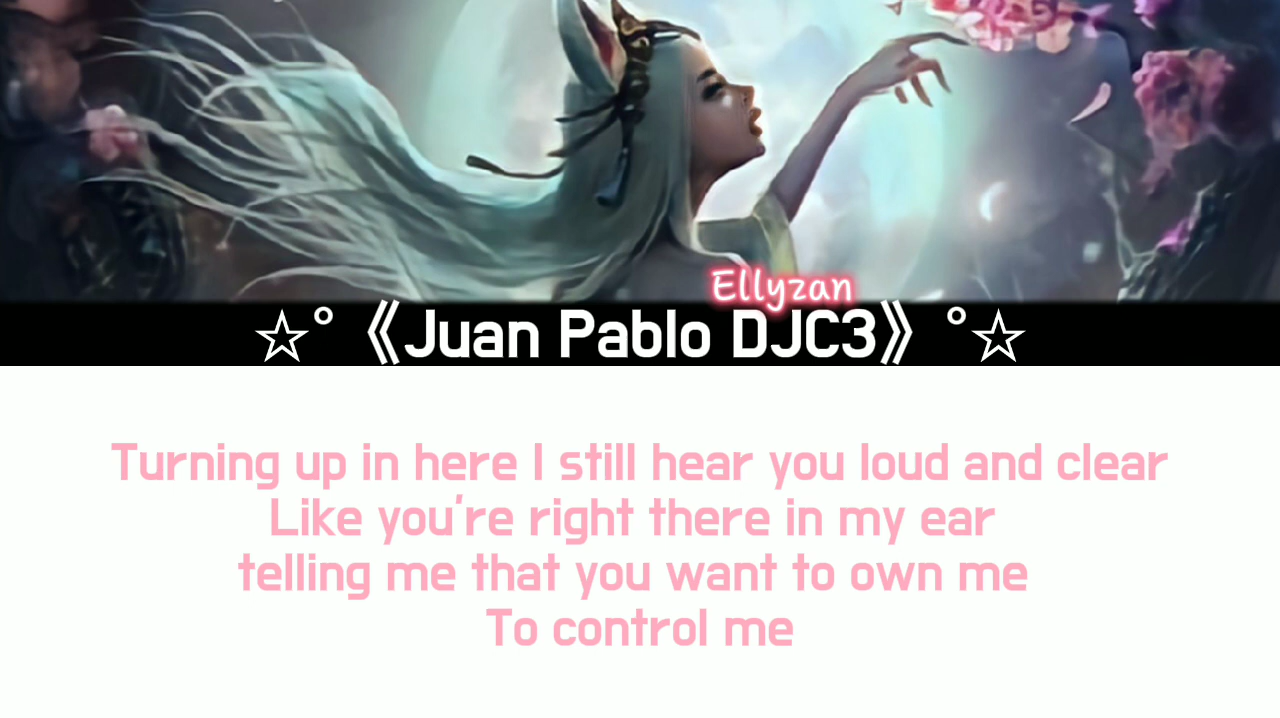 Ellyzan
☆°《Juan Pablo DJC3》°☆
Turning up in here I still hear you loud and clear
Like you're right there in my ear
telling me that you want to own me
To control me